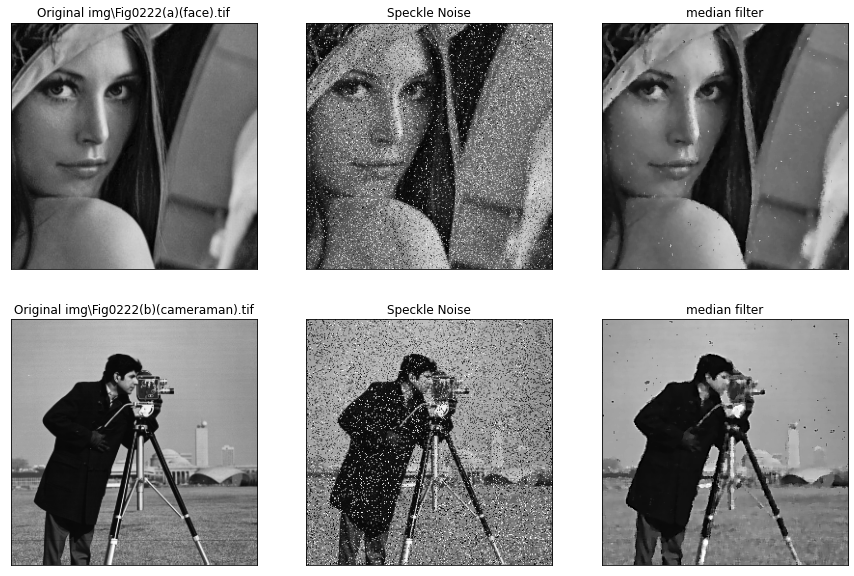 Original img\Fig0222(a)(face).tif
Speckle Noise
median filter
Original img\Fig0222(b)(cameraman).tif
Speckle Noise
median filter